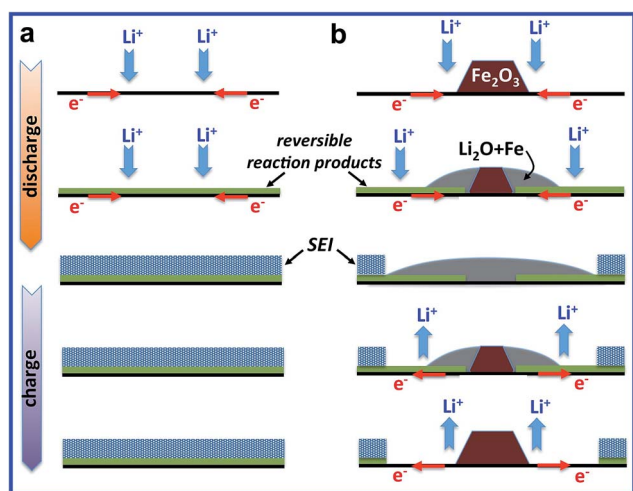 a
b
Li⁺
Li⁺
Li⁺
Li⁺
Fe₂O₃
e⁻
e⁻
e⁻
e⁻
discharge
Li⁺
Li⁺
reversible
reaction products
Li⁺
Li₂O+Fe
Li⁺
e⁻
e⁻
e⁻
e⁻
SEI
charge
Li⁺
Li⁺
e⁻
e⁻
Li⁺
Li⁺
e⁻
e⁻